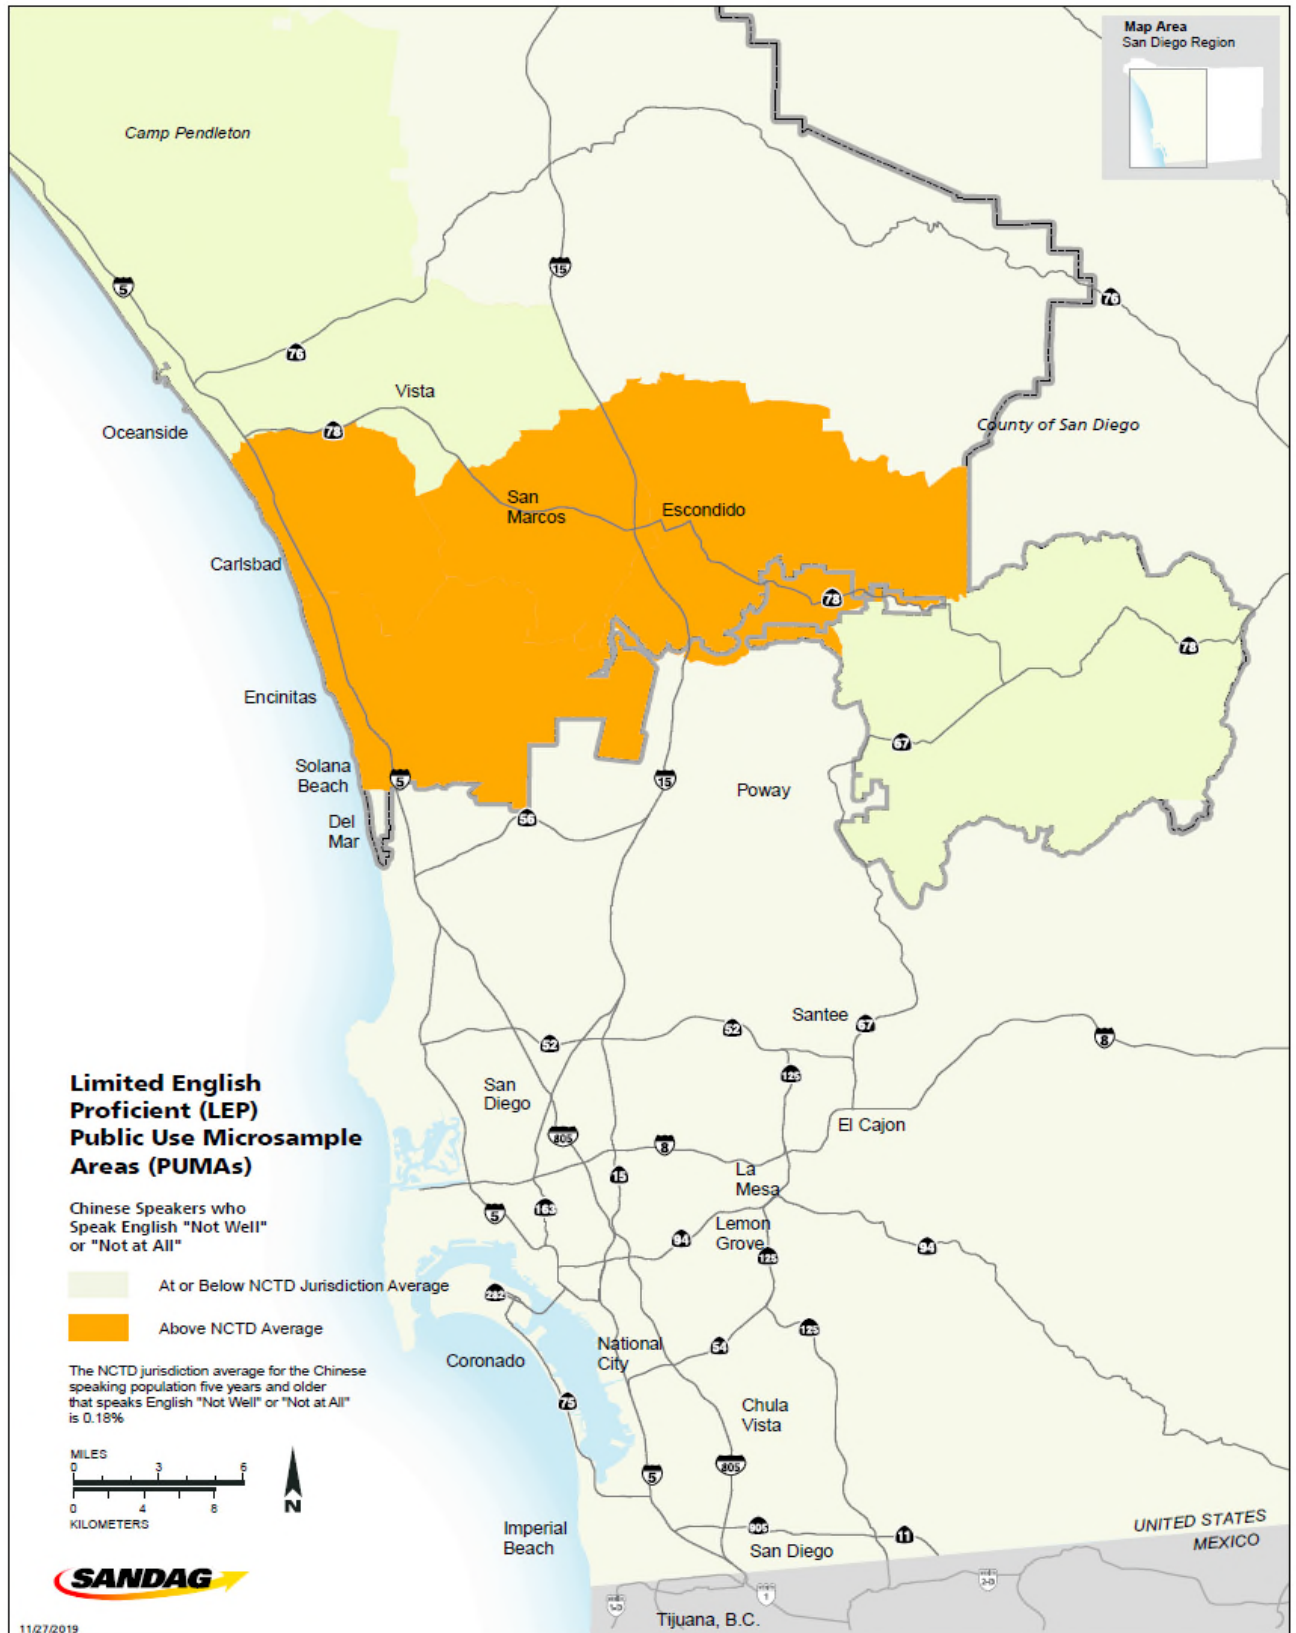 Map Area
San Diego Region
Camp Pendleton
15
5
76
76
Vista
Oceanside
78
County of San Diego
San
Marcos
Escondido
Carlsbad
78
78
Encinitas
67
Solana
Beach
5
15
Poway
56
Del
Mar
Santee
67
52
52
8
125
San
Diego
El Cajon
805
8
La
Mesa
15
163
5
Lemon
Grove
94
94
125
282
National
City
54
125
Coronado
75
Chula
Vista
805
5
Imperial
Beach
905
11
San Diego
UNITED STATES
MEXICO
1-D
1
2-D
Tijuana, B.C.
Limited English
Proficient (LEP)
Public Use Microsample
Areas (PUMAs)
Chinese Speakers who
Speak English "Not Well"
or "Not at All"
At or Below NCTD Jurisdiction Average
Above NCTD Average
The NCTD jurisdiction average for the Chinese
speaking population five years and older
that speaks English "Not Well" or "Not at All"
is 0.18%
MILES
0 3 6
0 4 8
KILOMETERS
N
SANDAG
11/27/2019